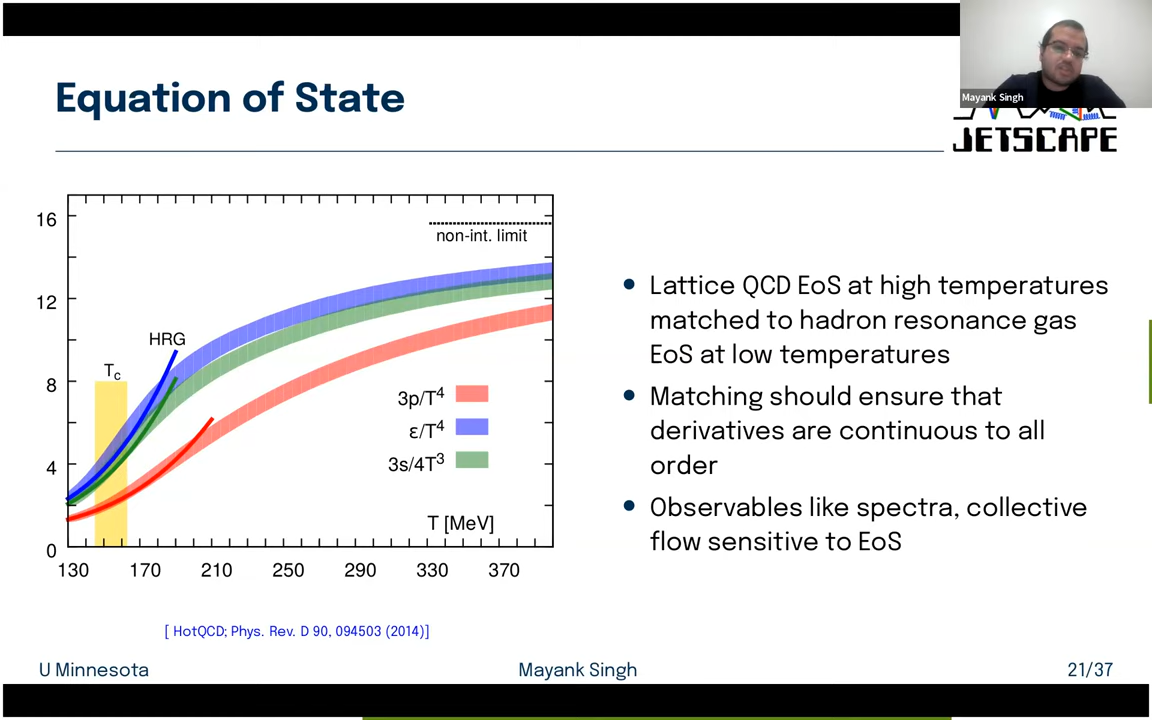 Mayank Singh
Equation of State
JETSCAPE
16
12
8
4
0
non-int. limit
HRG
Tc
3p/T⁴
ε/T⁴
3s/4T³
T [MeV]
130 170 210 250 290 330 370
[ HotQCD; Phys. Rev. D 90, 094503 (2014)]
• Lattice QCD EoS at high temperatures
matched to hadron resonance gas
EoS at low temperatures
• Matching should ensure that
derivatives are continuous to all
order
• Observables like spectra, collective
flow sensitive to EoS
U Minnesota
Mayank Singh
21/37